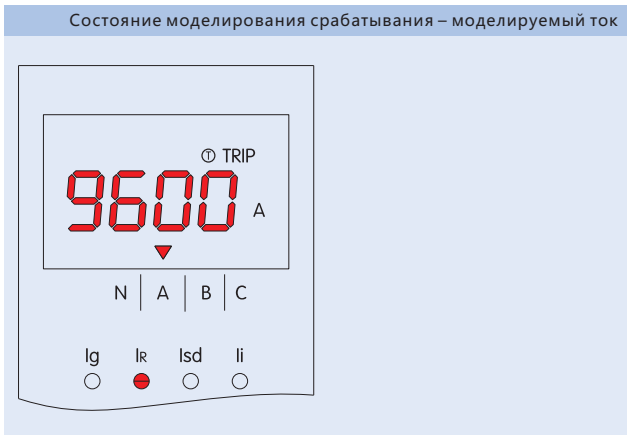 Состояние моделирования срабатывания – моделируемый ток
Ⓣ TRIP
9600 A
N A B C
Ig IR Isd Ii